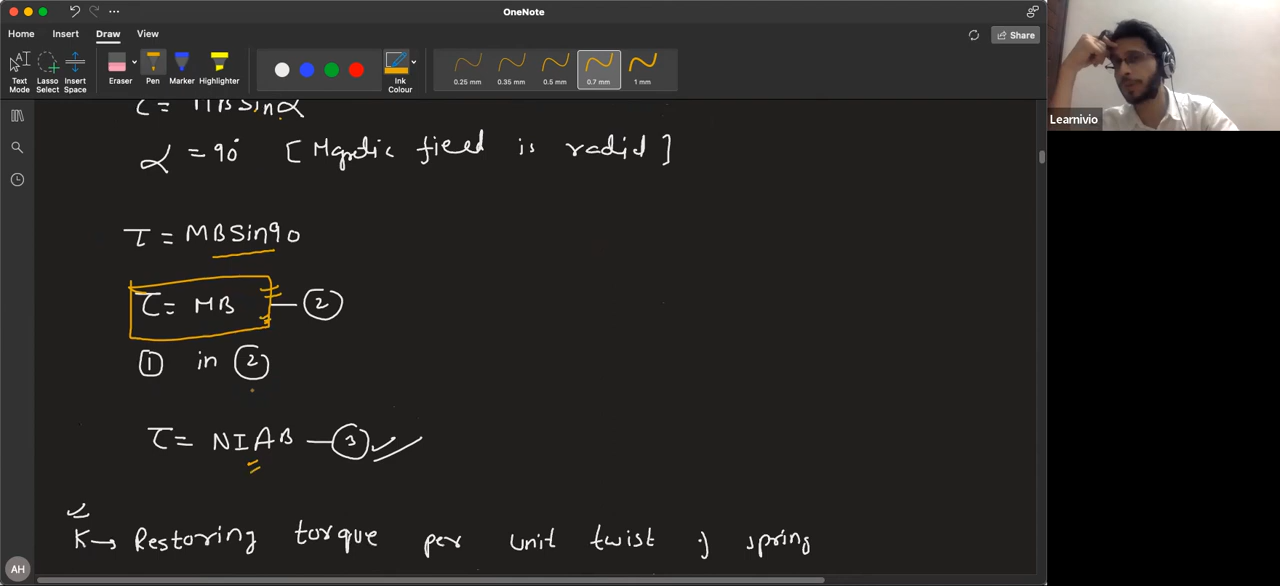 OneNote
Home Insert Draw View
Share
Text Mode Lasso Select Insert Space Eraser Pen Marker Highlighter Ink Colour 0.25 mm 0.35 mm 0.5 mm 0.7 mm 1 mm
Learnivio
τ = MBSinα
α = 90° [Mgnetic field is radial]
τ = MBSin90
τ = MB — ②
① in ②
τ = NIAB — ③
K → Restoring torque per unit twist of spring
AH